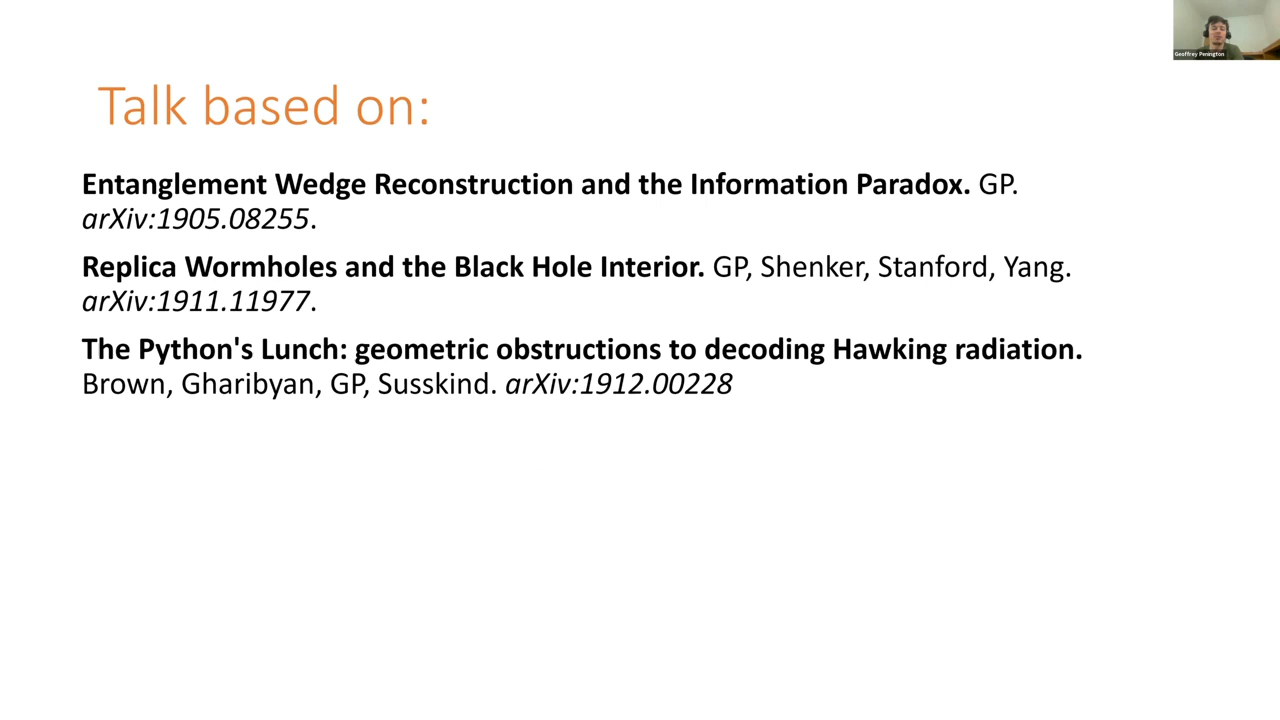 Geoffrey Penington
Talk based on:
Entanglement Wedge Reconstruction and the Information Paradox. GP.
arXiv:1905.08255.
Replica Wormholes and the Black Hole Interior. GP, Shenker, Stanford, Yang.
arXiv:1911.11977.
The Python's Lunch: geometric obstructions to decoding Hawking radiation.
Brown, Gharibyan, GP, Susskind. arXiv:1912.00228